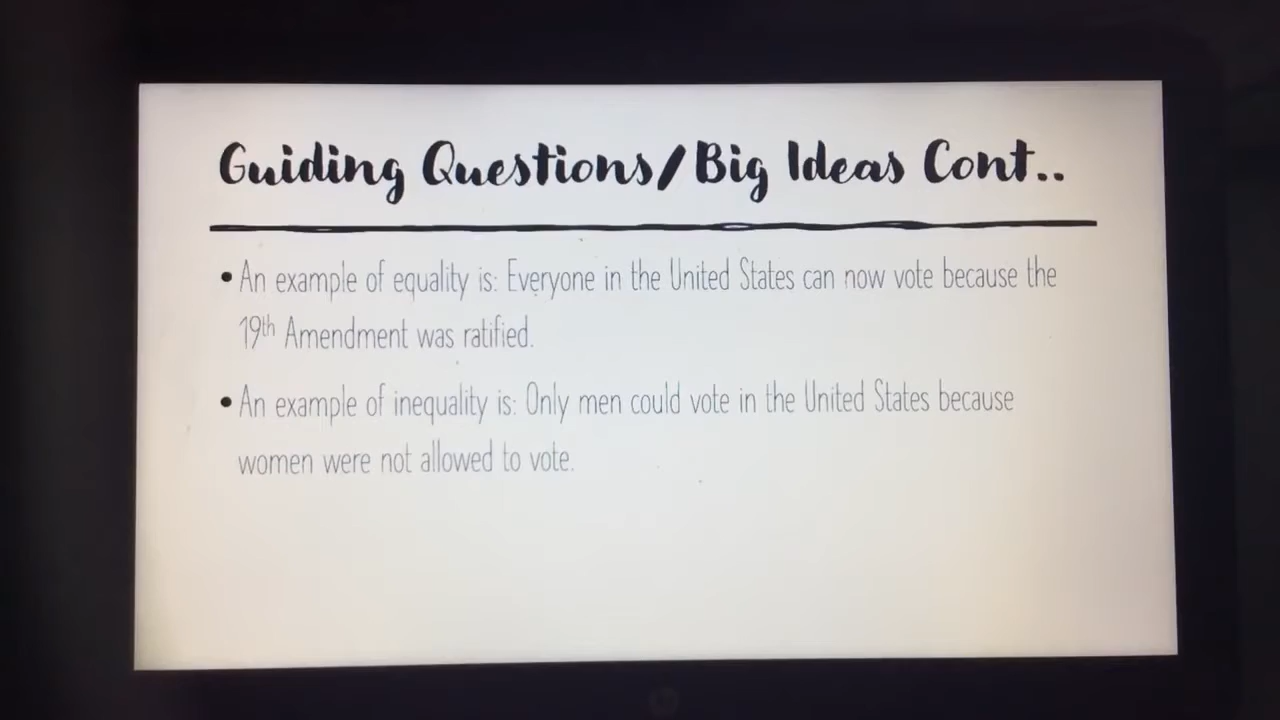 Guiding Questions/Big Ideas Cont..
• An example of equality is: Everyone in the United States can now vote because the
19th Amendment was ratified.
• An example of inequality is: Only men could vote in the United States because
women were not allowed to vote.